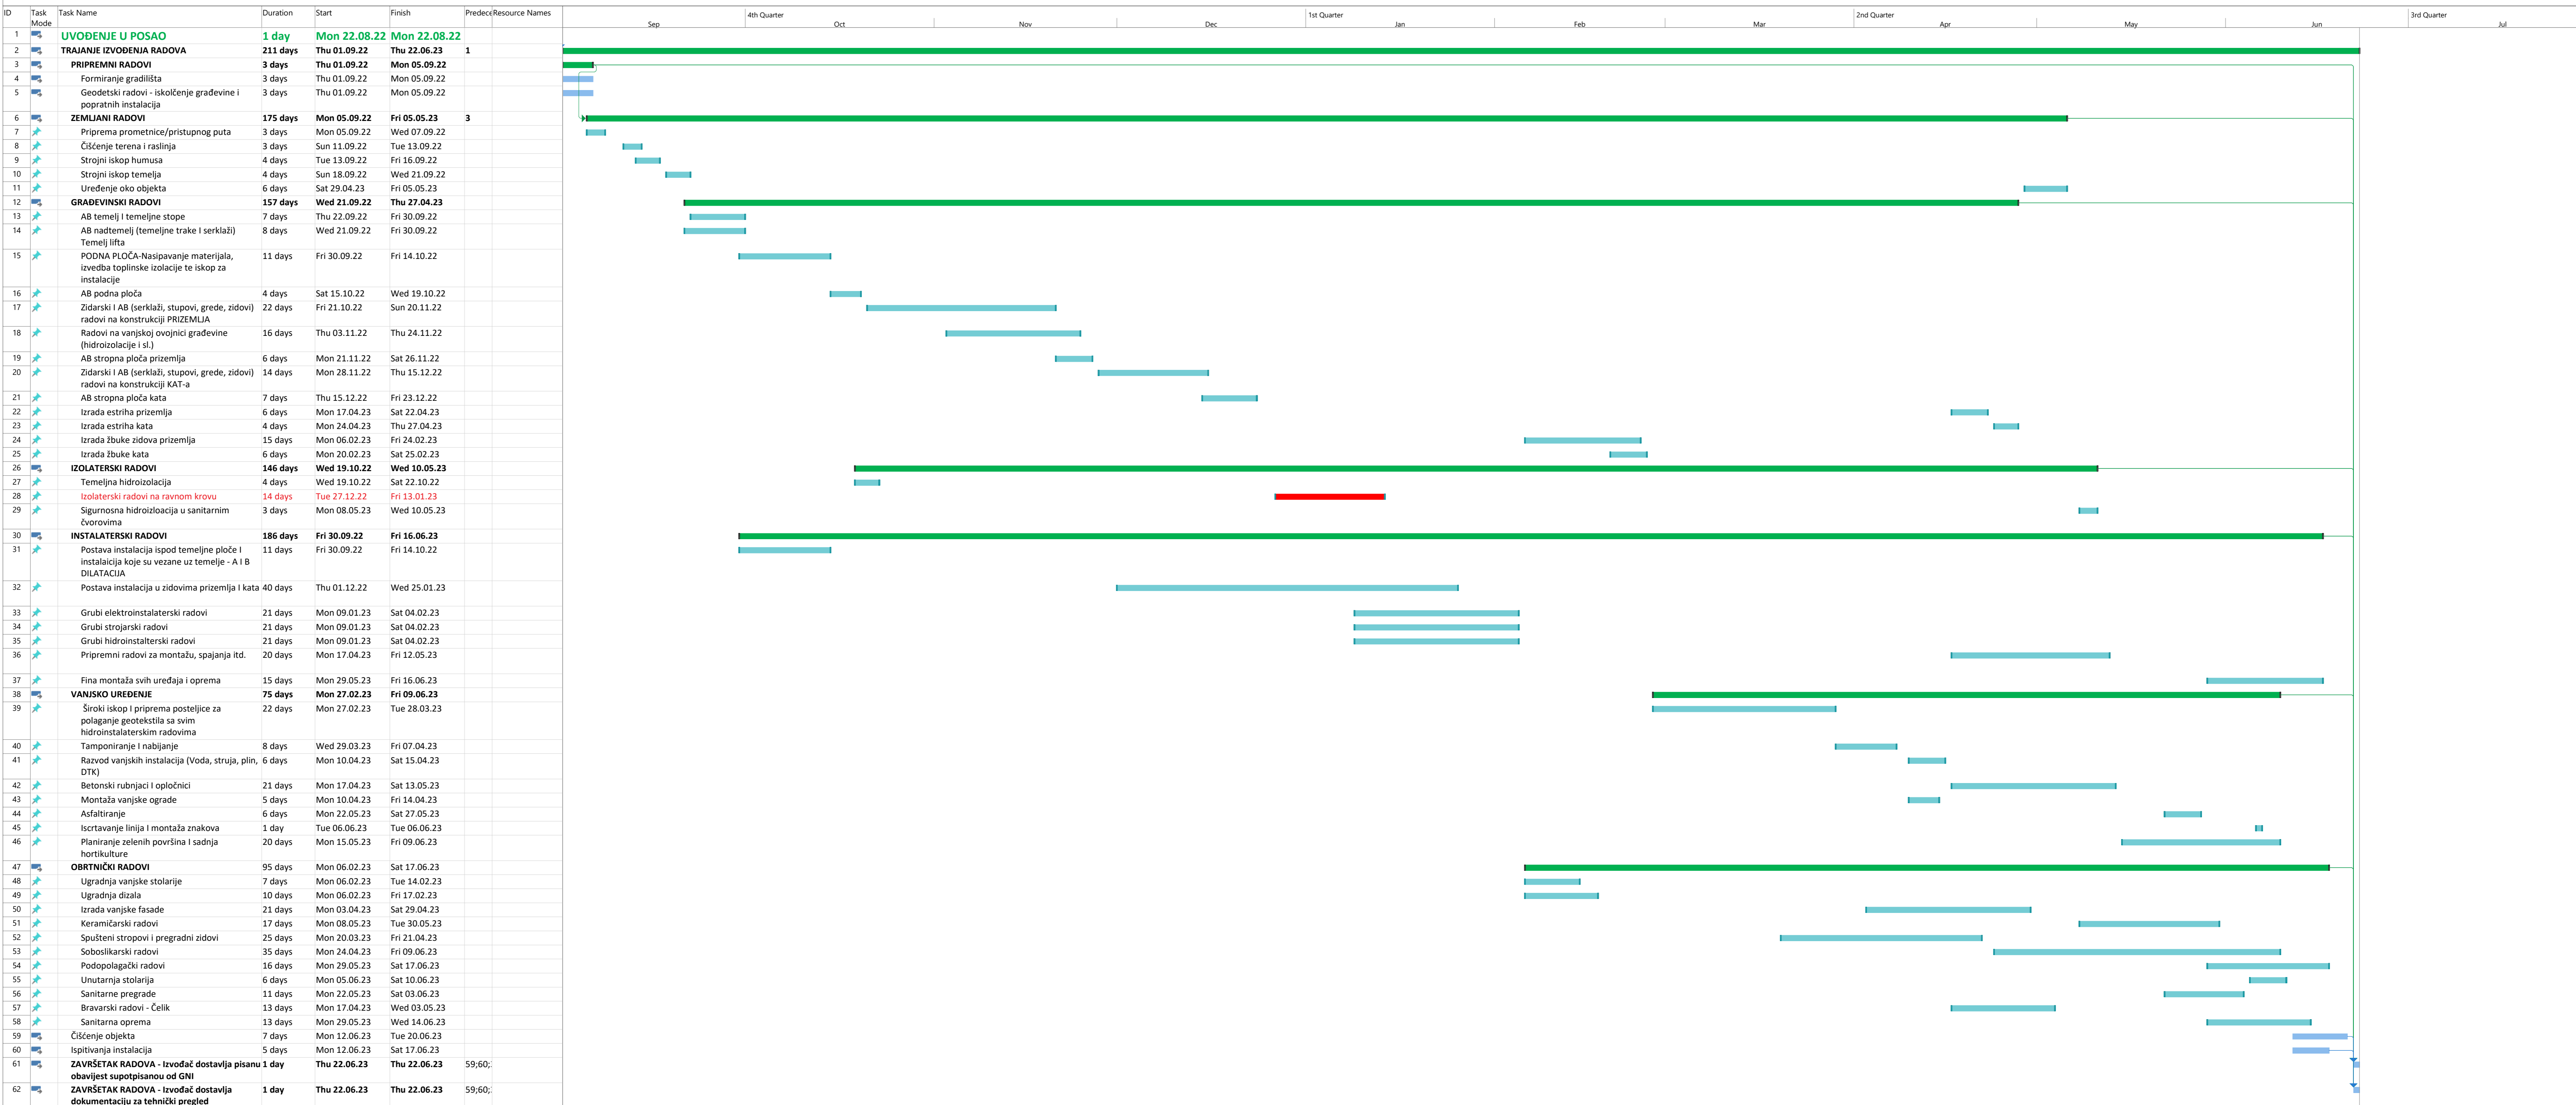 ID Task Mode Task Name Duration Start Finish Predece Resource Names
4th Quarter 1st Quarter 2nd Quarter 3rd Quarter
Sep Oct Nov Dec Jan Feb Mar Apr May Jun Jul
1 UVOĐENJE U POSAO 1 day Mon 22.08.22 Mon 22.08.22
2 TRAJANJE IZVOĐENJA RADOVA 211 days Thu 01.09.22 Thu 22.06.23 1
3 PRIPREMNI RADOVI 3 days Thu 01.09.22 Mon 05.09.22
4 Formiranje gradilišta 3 days Thu 01.09.22 Mon 05.09.22
5 Geodetski radovi - iskolčenje građevine i 3 days Thu 01.09.22 Mon 05.09.22
popratnih instalacija
6 ZEMLJANI RADOVI 175 days Mon 05.09.22 Fri 05.05.23 3
7 Priprema prometnice/pristupnog puta 3 days Mon 05.09.22 Wed 07.09.22
8 Čišćenje terena i raslinja 3 days Sun 11.09.22 Tue 13.09.22
9 Strojni iskop humusa 4 days Tue 13.09.22 Fri 16.09.22
10 Strojni iskop temelja 4 days Sun 18.09.22 Wed 21.09.22
11 Uređenje oko objekta 6 days Sat 29.04.23 Fri 05.05.23
12 GRAĐEVINSKI RADOVI 157 days Wed 21.09.22 Thu 27.04.23
13 AB temelj I temeljne stope 7 days Thu 22.09.22 Fri 30.09.22
14 AB nadtemelj (temeljne trake I serklaži) 8 days Wed 21.09.22 Fri 30.09.22
Temelj lifta
15 PODNA PLOČA-Nasipavanje materijala, 11 days Fri 30.09.22 Fri 14.10.22
izvedba toplinske izolacije te iskop za
instalacije
16 AB podna ploča 4 days Sat 15.10.22 Wed 19.10.22
17 Zidarski I AB (serklaži, stupovi, grede, zidovi) 22 days Fri 21.10.22 Sun 20.11.22
radovi na konstrukciji PRIZEMLJA
18 Radovi na vanjskoj ovojnici građevine 16 days Thu 03.11.22 Thu 24.11.22
(hidroizolacije i sl.)
19 AB stropna ploča prizemlja 6 days Mon 21.11.22 Sat 26.11.22
20 Zidarski I AB (serklaži, stupovi, grede, zidovi) 14 days Mon 28.11.22 Thu 15.12.22
radovi na konstrukciji KAT-a
21 AB stropna ploča kata 7 days Thu 15.12.22 Fri 23.12.22
22 Izrada estriha prizemlja 6 days Mon 17.04.23 Sat 22.04.23
23 Izrada estriha kata 4 days Mon 24.04.23 Thu 27.04.23
24 Izrada žbuke zidova prizemlja 15 days Mon 06.02.23 Fri 24.02.23
25 Izrada žbuke kata 6 days Mon 20.02.23 Sat 25.02.23
26 IZOLATERSKI RADOVI 146 days Wed 19.10.22 Wed 10.05.23
27 Temeljna hidroizolacija 4 days Wed 19.10.22 Sat 22.10.22
28 Izolaterski radovi na ravnom krovu 14 days Tue 27.12.22 Fri 13.01.23
29 Sigurnosna hidroizloacija u sanitarnim 3 days Mon 08.05.23 Wed 10.05.23
čvorovima
30 INSTALATERSKI RADOVI 186 days Fri 30.09.22 Fri 16.06.23
31 Postava instalacija ispod temeljne ploče I 11 days Fri 30.09.22 Fri 14.10.22
instalaicija koje su vezane uz temelje - A I B
DILATACIJA
32 Postava instalacija u zidovima prizemlja I kata 40 days Thu 01.12.22 Wed 25.01.23
33 Grubi elektroinstalaterski radovi 21 days Mon 09.01.23 Sat 04.02.23
34 Grubi strojarski radovi 21 days Mon 09.01.23 Sat 04.02.23
35 Grubi hidroinstalterski radovi 21 days Mon 09.01.23 Sat 04.02.23
36 Pripremni radovi za montažu, spajanja itd. 20 days Mon 17.04.23 Fri 12.05.23
37 Fina montaža svih uređaja i oprema 15 days Mon 29.05.23 Fri 16.06.23
38 VANJSKO UREĐENJE 75 days Mon 27.02.23 Fri 09.06.23
39 Široki iskop I priprema posteljice za 22 days Mon 27.02.23 Tue 28.03.23
polaganje geotekstila sa svim
hidroinstalaterskim radovima
40 Tamponiranje I nabijanje 8 days Wed 29.03.23 Fri 07.04.23
41 Razvod vanjskih instalacija (Voda, struja, plin, 6 days Mon 10.04.23 Sat 15.04.23
DTK)
42 Betonski rubnjaci I opločnici 21 days Mon 17.04.23 Sat 13.05.23
43 Montaža vanjske ograde 5 days Mon 10.04.23 Fri 14.04.23
44 Asfaltiranje 6 days Mon 22.05.23 Sat 27.05.23
45 Iscrtavanje linija I montaža znakova 1 day Tue 06.06.23 Tue 06.06.23
46 Planiranje zelenih površina I sadnja 20 days Mon 15.05.23 Fri 09.06.23
hortikulture
47 OBRTNIČKI RADOVI 95 days Mon 06.02.23 Sat 17.06.23
48 Ugradnja vanjske stolarije 7 days Mon 06.02.23 Tue 14.02.23
49 Ugradnja dizala 10 days Mon 06.02.23 Fri 17.02.23
50 Izrada vanjske fasade 21 days Mon 03.04.23 Sat 29.04.23
51 Keramičarski radovi 17 days Mon 08.05.23 Tue 30.05.23
52 Spušteni stropovi i pregradni zidovi 25 days Mon 20.03.23 Fri 21.04.23
53 Soboslikarski radovi 35 days Mon 24.04.23 Fri 09.06.23
54 Podopolagački radovi 16 days Mon 29.05.23 Sat 17.06.23
55 Unutarnja stolarija 6 days Mon 05.06.23 Sat 10.06.23
56 Sanitarne pregrade 11 days Mon 22.05.23 Sat 03.06.23
57 Bravarski radovi - Čelik 13 days Mon 17.04.23 Wed 03.05.23
58 Sanitarna oprema 13 days Mon 29.05.23 Wed 14.06.23
59 Čišćenje objekta 7 days Mon 12.06.23 Tue 20.06.23
60 Ispitivanja instalacija 5 days Mon 12.06.23 Sat 17.06.23
61 ZAVRŠETAK RADOVA - Izvođač dostavlja pisanu 1 day Thu 22.06.23 Thu 22.06.23 59;60;
obavijest supotpisanou od GNI
62 ZAVRŠETAK RADOVA - Izvođač dostavlja 1 day Thu 22.06.23 Thu 22.06.23 59;60;
dokumentaciju za tehnički pregled